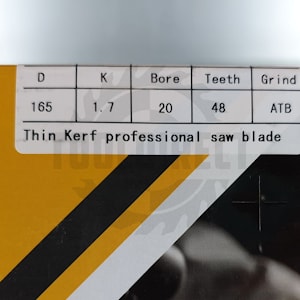 D K Bore Teeth Grind
165 1.7 20 48 ATB
Thin Kerf professional saw blade